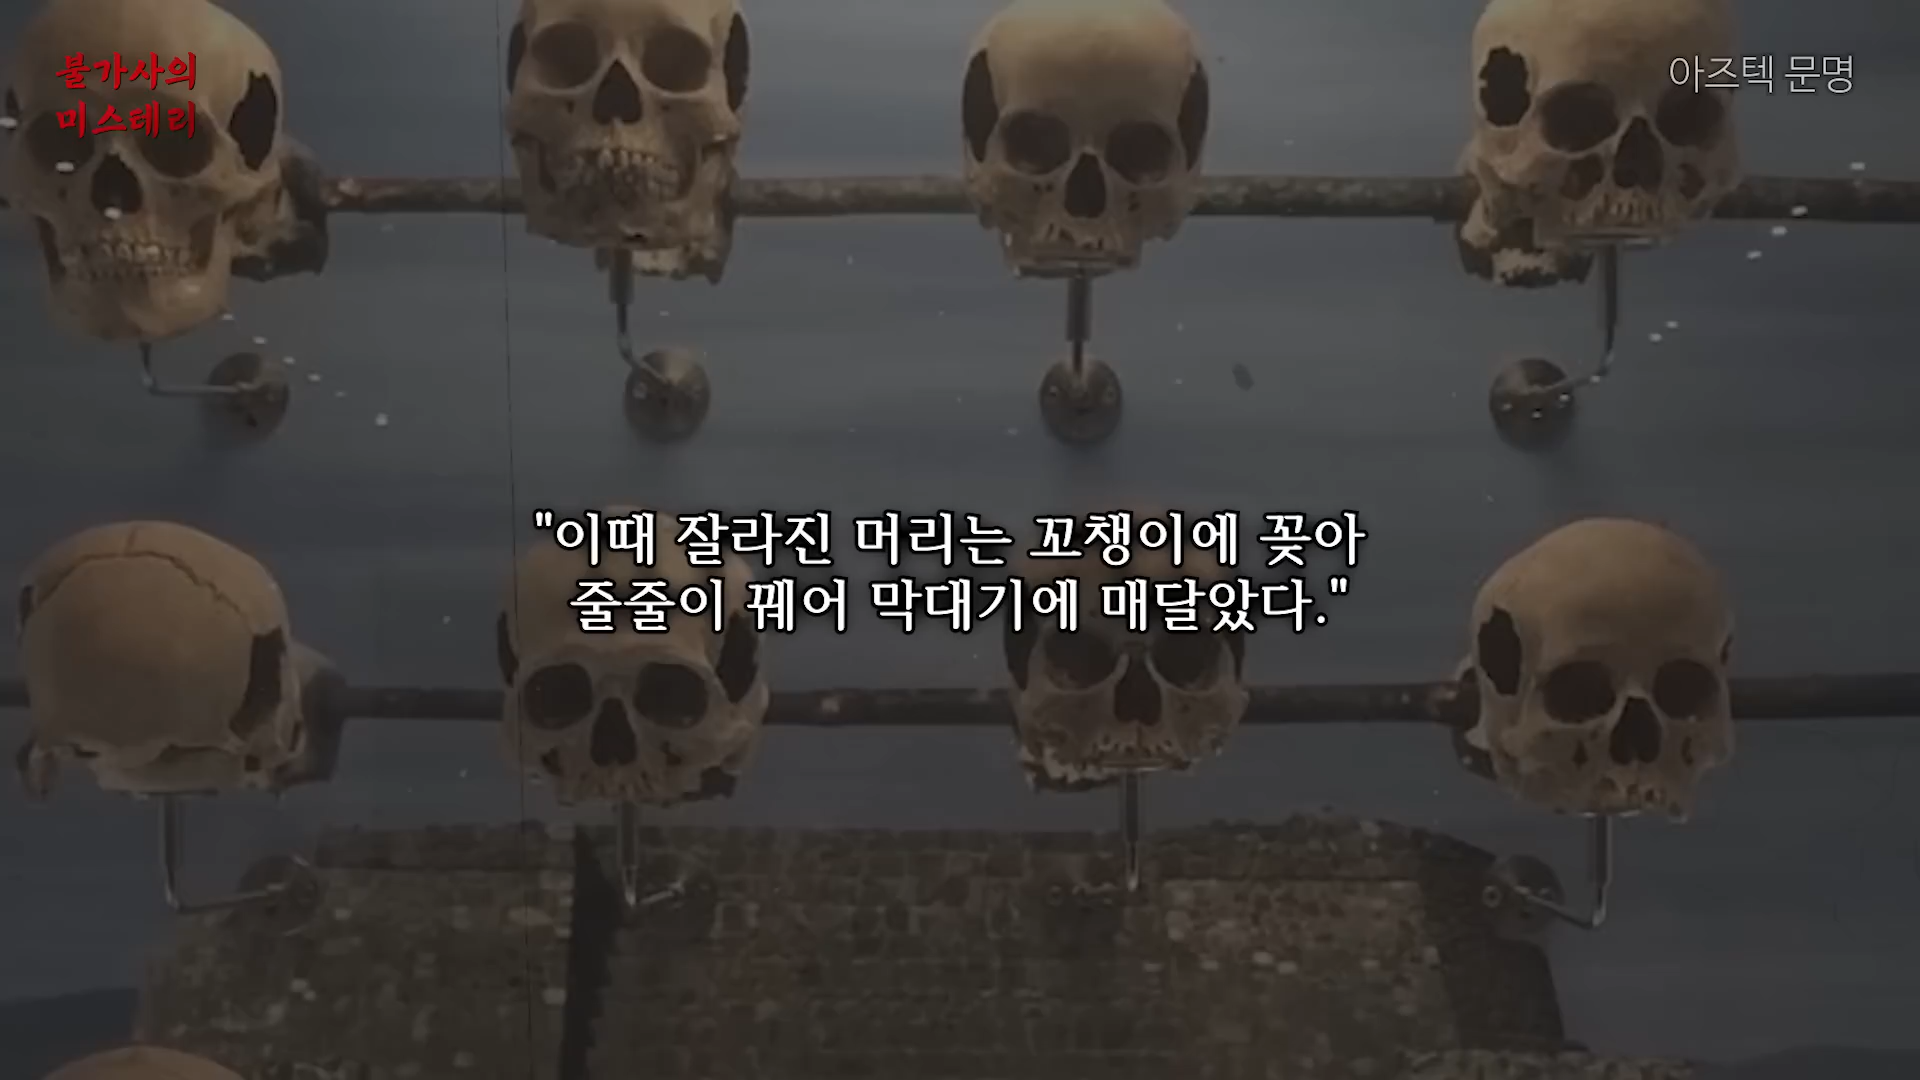 불가사의
미스테리
아즈텍 문명
"이때 잘라진 머리는 꼬챙이에 꽂아
줄줄이 꿰어 막대기에 매달았다."